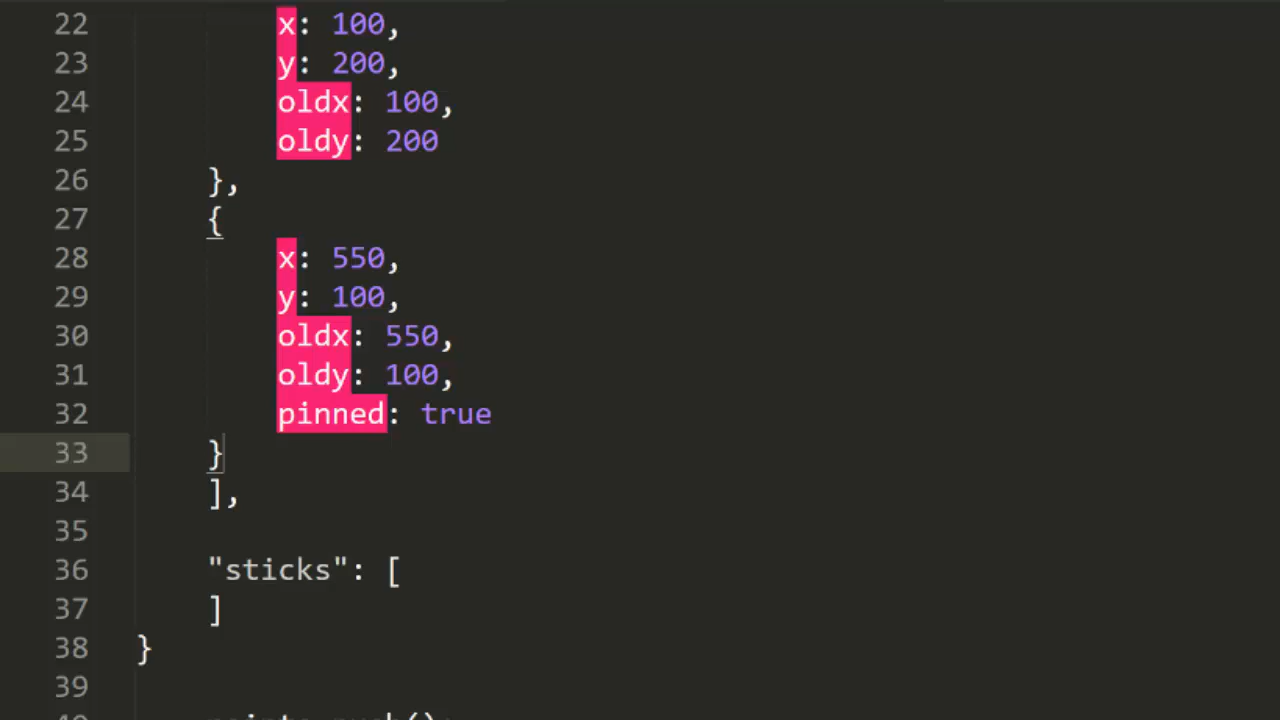 22 x: 100,
23 y: 200,
24 oldx: 100,
25 oldy: 200
26 },
27 {
28 x: 550,
29 y: 100,
30 oldx: 550,
31 oldy: 100,
32 pinned: true
33 }
34 ],
35
36 "sticks": [
37 ]
38 }
39